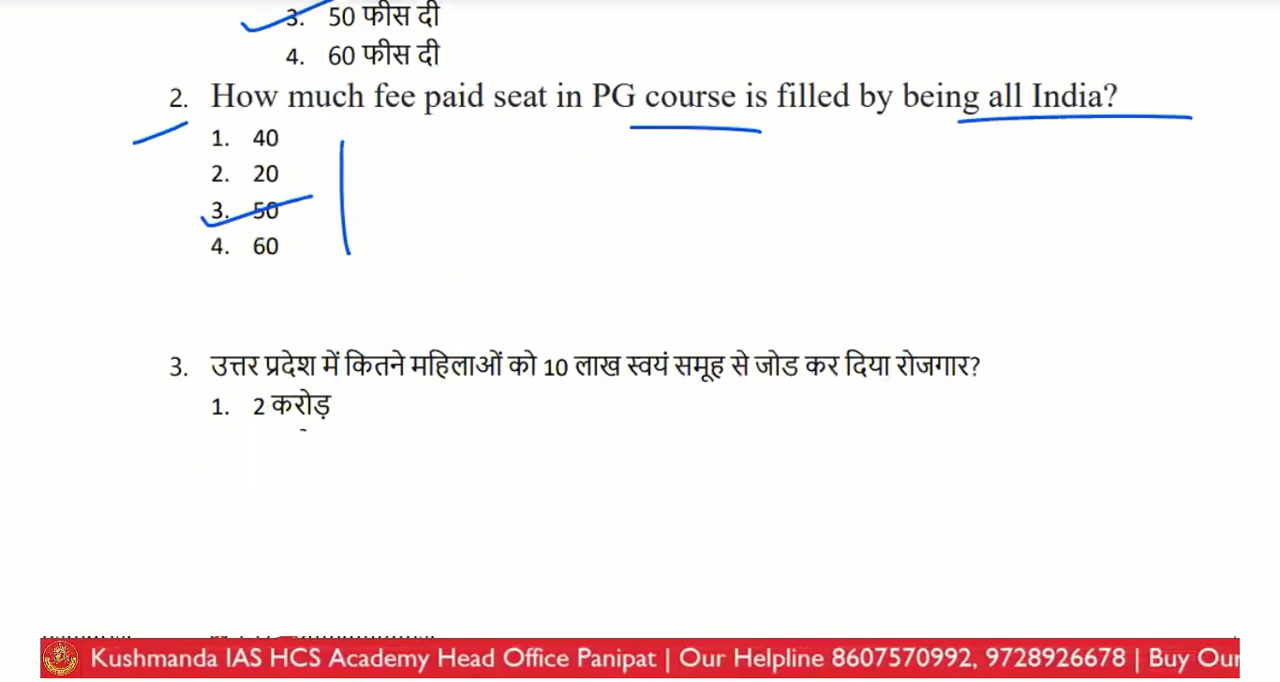 3. 50 फीस दी
4. 60 फीस दी
2. How much fee paid seat in PG course is filled by being all India?
1. 40
2. 20
3. 50
4. 60
3. उत्तर प्रदेश में कितने महिलाओं को 10 लाख स्वयं समूह से जोड कर दिया रोजगार?
1. 2 करोड़
Kushmanda IAS HCS Academy Head Office Panipat | Our Helpline 8607570992, 9728926678 | Buy Our